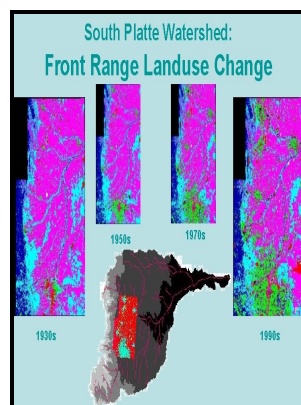 South Platte Watershed:
Front Range Landuse Change
1950s
1970s
1930s
1990s